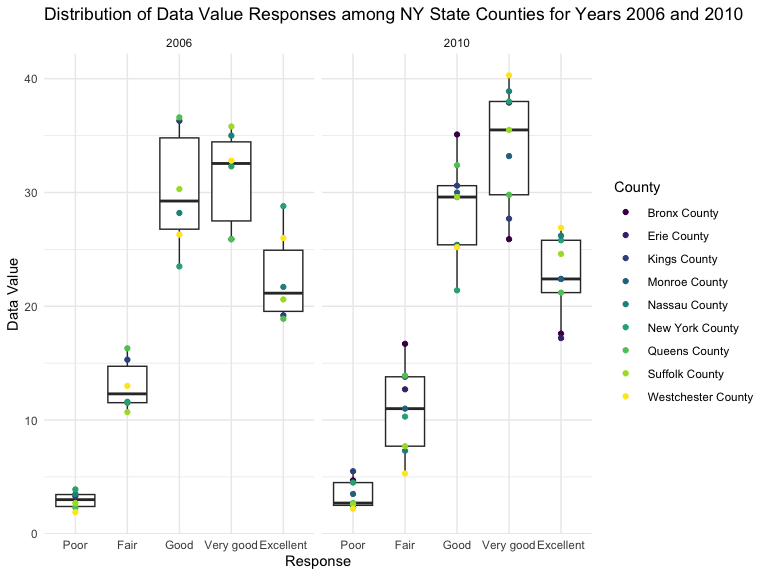 Distribution of Data Value Responses among NY State Counties for Years 2006 and 2010
2006
2010
40
30
20
10
0
Data Value
Poor
Fair
Good
Very good
Excellent
Poor
Fair
Good
Very good
Excellent
Response
County
Bronx County
Erie County
Kings County
Monroe County
Nassau County
New York County
Queens County
Suffolk County
Westchester County